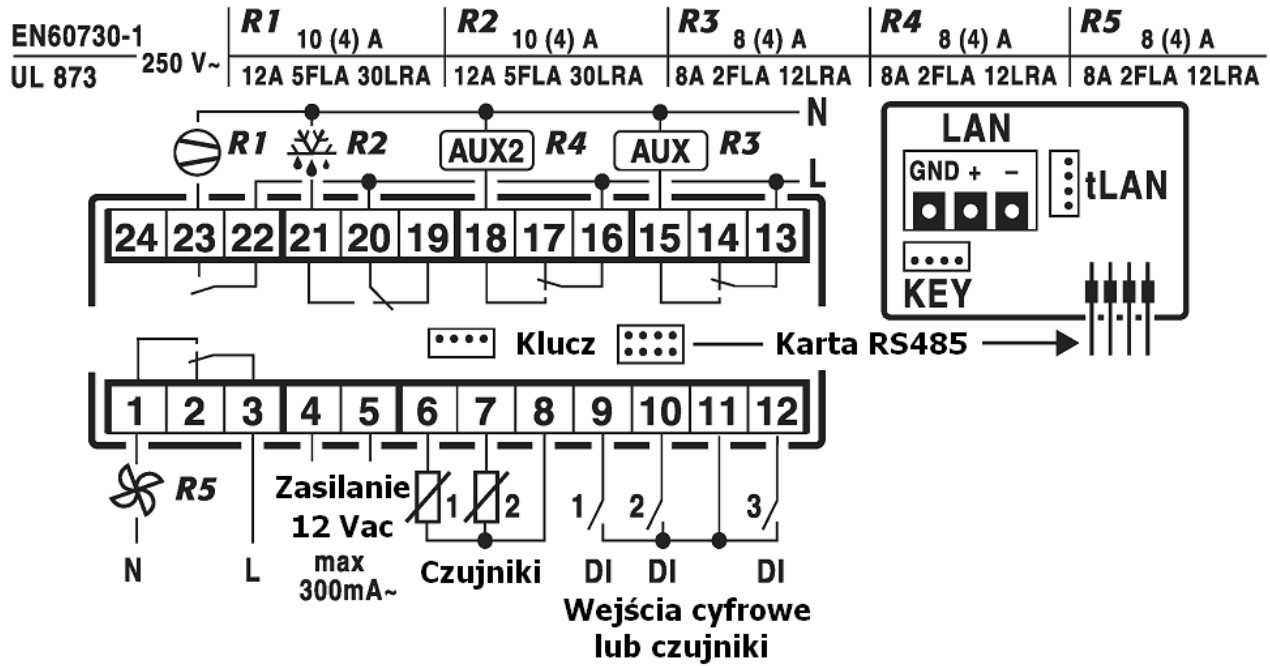 EN60730-1
UL 873
250 V~
R1 10 (4) A
12A 5FLA 30LRA
R2 10 (4) A
12A 5FLA 30LRA
R3 8 (4) A
8A 2FLA 12LRA
R4 8 (4) A
8A 2FLA 12LRA
R5 8 (4) A
8A 2FLA 12LRA
N
R1 R2 AUX2 R4 AUX R3
L
24 23 22 21 20 19 18 17 16 15 14 13
LAN
GND + –
tLAN
KEY
Klucz Karta RS485
1 2 3 4 5 6 7 8 9 10 11 12
R5
N L
Zasilanie
12 Vac
max
300mA~
1 2
Czujniki
1 2 3
DI DI DI
Wejścia cyfrowe
lub czujniki